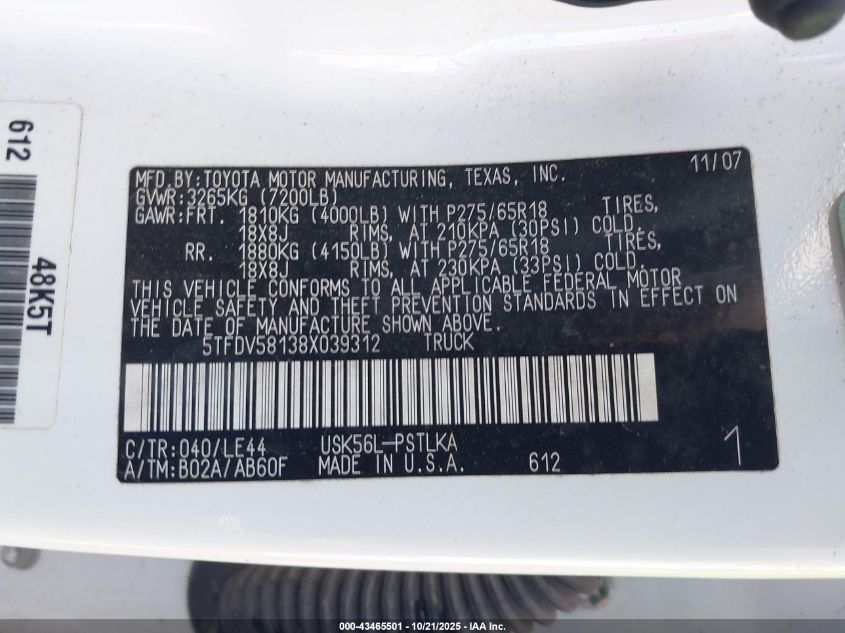 612
48K5T
MFD.BY:TOYOTA MOTOR MANUFACTURING, TEXAS, INC. 11/07
GVWR:3265KG (7200LB)
GAWR:FRT. 1810KG (4000LB) WITH P275/65R18 TIRES,
18X8J RIMS, AT 210KPA (30PSI) COLD.
RR. 1880KG (4150LB) WITH P275/65R18 TIRES,
18X8J RIMS, AT 230KPA (33PSI) COLD.
THIS VEHICLE CONFORMS TO ALL APPLICABLE FEDERAL MOTOR
VEHICLE SAFETY AND THEFT PREVENTION STANDARDS IN EFFECT ON
THE DATE OF MANUFACTURE SHOWN ABOVE.
5TFDV58138X039312 TRUCK
C/TR:040/LE44 USK56L-PSTLKA
A/TM:B02A/AB60F MADE IN U.S.A. 612 1
000-43465501 - 10/21/2025 - IAA Inc.